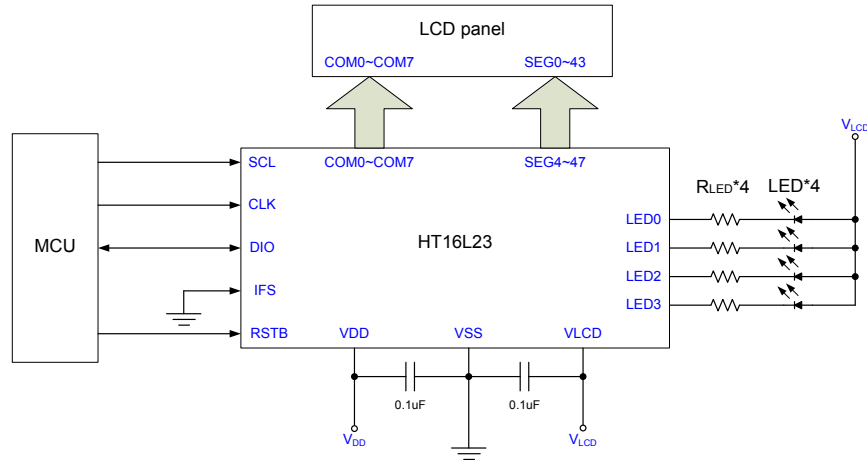 LCD panel
COM0~COM7 SEG0~43
SCL COM0~COM7 SEG4~47
CLK
DIO
IFS
RSTB
MCU
HT16L23
VDD VSS VLCD
LED0
LED1
LED2
LED3
RLED*4 LED*4
VLCD
0.1uF 0.1uF
VDD VLCD